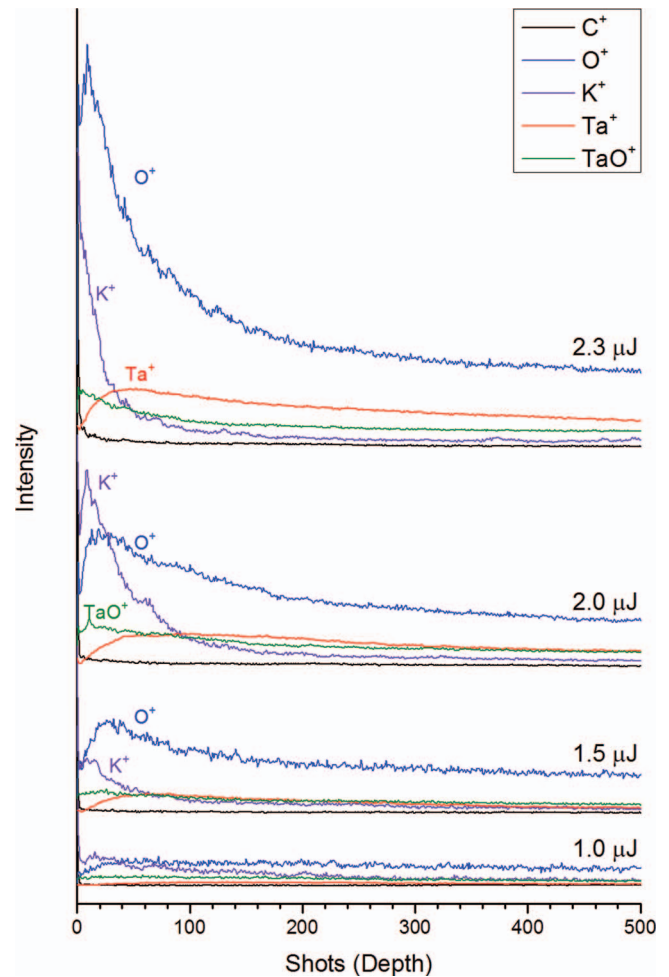 C⁺
O⁺
K⁺
Ta⁺
TaO⁺
O⁺
K⁺
2.3 μJ
Ta⁺
K⁺
Intensity
O⁺
2.0 μJ
TaO⁺
O⁺
1.5 μJ
K⁺
1.0 μJ
0 100 200 300 400 500
Shots (Depth)